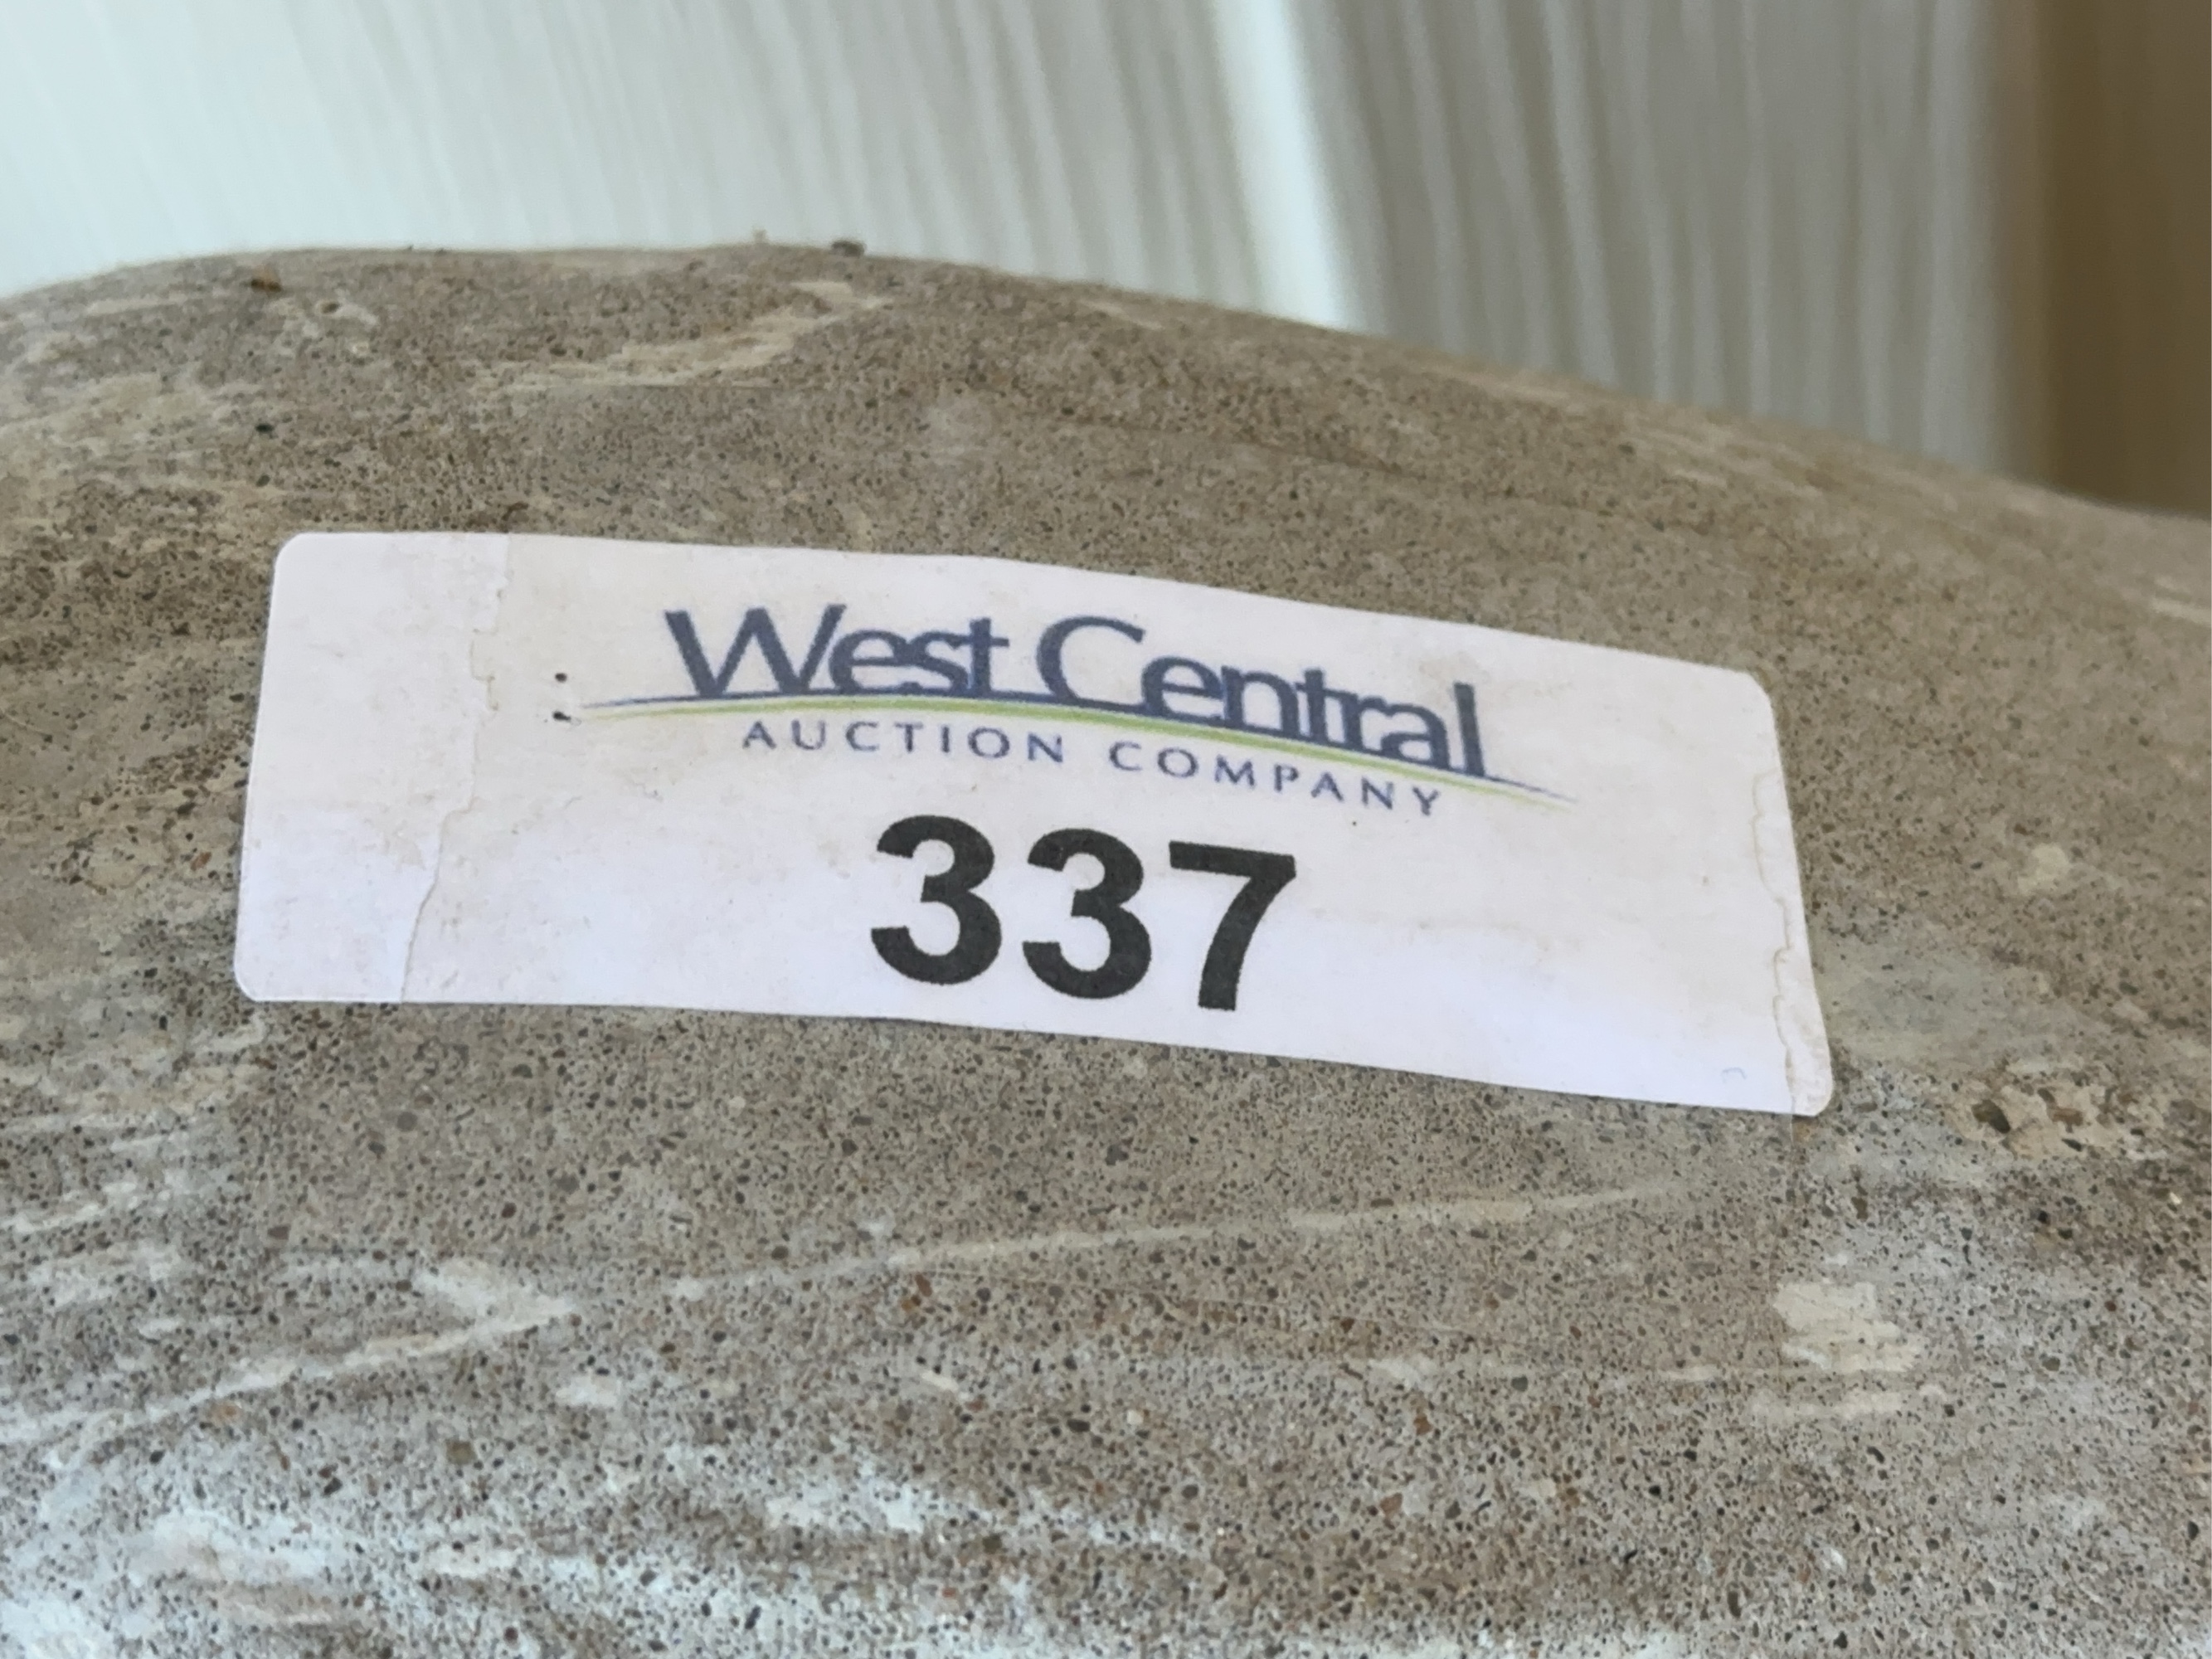 West Central
AUCTION COMPANY
337